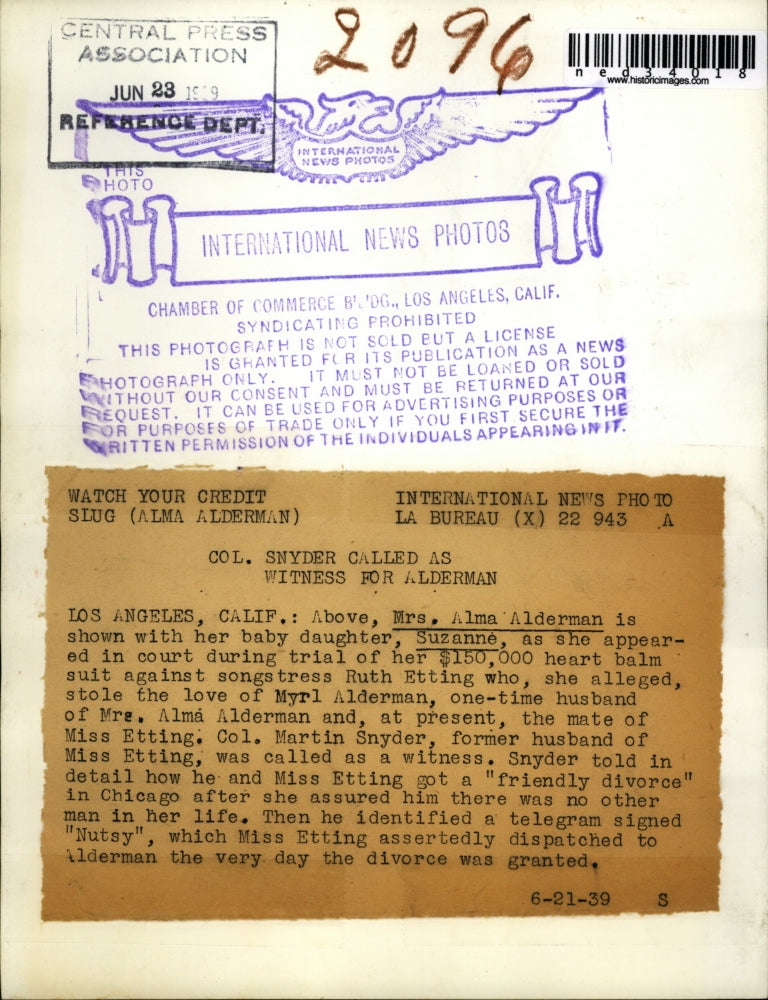 CENTRAL PRESS
ASSOCIATION
JUN 23 19 9
REFERENCE DEPT.
2096
ned34018
www.historicimages.com
INTERNATIONAL
NEWS PHOTOS
THIS
PHOTO
INTERNATIONAL NEWS PHOTOS
CHAMBER OF COMMERCE BL'DG., LOS ANGELES, CALIF.
SYNDICATING PROHIBITED
THIS PHOTOGRAPH IS NOT SOLD BUT A LICENSE
IS GRANTED FOR ITS PUBLICATION AS A NEWS
PHOTOGRAPH ONLY. IT MUST NOT BE LOANED OR SOLD
WITHOUT OUR CONSENT AND MUST BE RETURNED AT OUR
REQUEST. IT CAN BE USED FOR ADVERTISING PURPOSES OR
FOR PURPOSES OF TRADE ONLY IF YOU FIRST SECURE THE
WRITTEN PERMISSION OF THE INDIVIDUALS APPEARING IN IT.
WATCH YOUR CREDIT INTERNATIONAL NEWS PHOTO
SLUG (ALMA ALDERMAN) LA BUREAU (X) 22 943 A
COL. SNYDER CALLED AS
WITNESS FOR ALDERMAN
LOS ANGELES, CALIF.: Above, Mrs. Alma Alderman is
shown with her baby daughter, Suzanne, as she appear-
ed in court during trial of her $150,000 heart balm
suit against songstress Ruth Etting who, she alleged,
stole the love of Myrl Alderman, one-time husband
of Mrs. Alma Alderman and, at present, the mate of
Miss Etting. Col. Martin Snyder, former husband of
Miss Etting, was called as a witness. Snyder told in
detail how he and Miss Etting got a "friendly divorce"
in Chicago after she assured him there was no other
man in her life. Then he identified a telegram signed
"Nutsy", which Miss Etting assertedly dispatched to
Alderman the very day the divorce was granted.
6-21-39 S